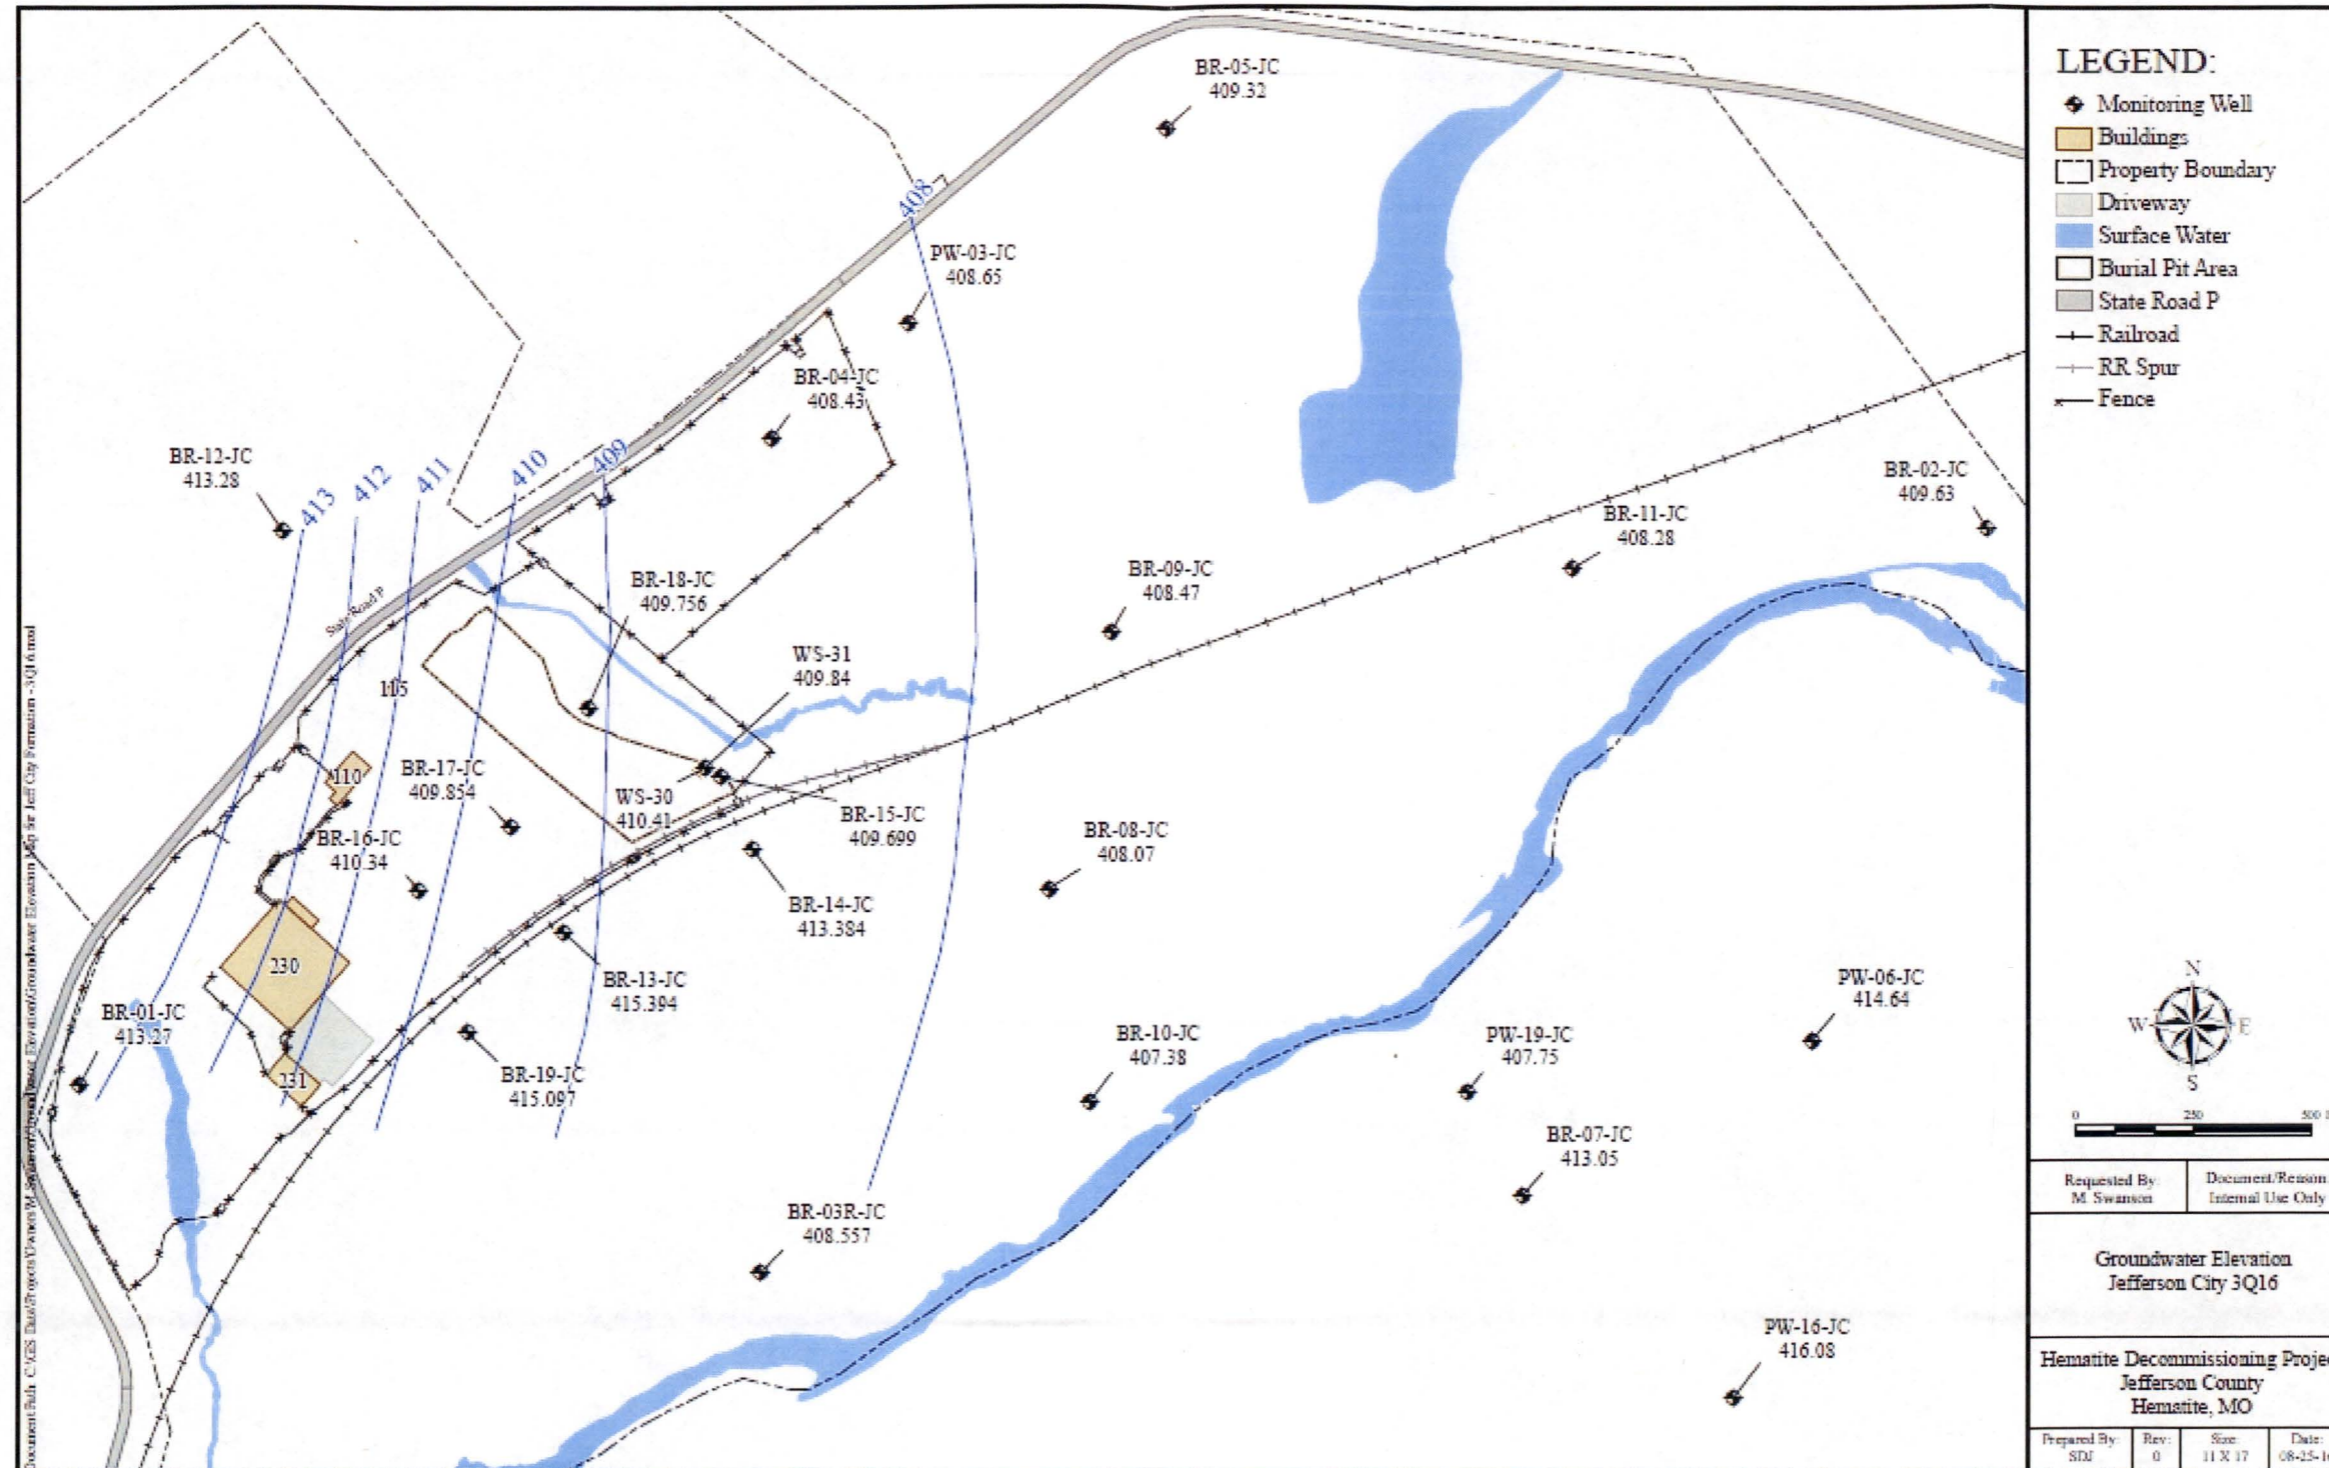 BR-05-JC
409.32
408
PW-03-JC
408.65
BR-04-JC
408.43
BR-12-JC
413.28
413
412
411
410
409
BR-02-JC
409.63
BR-11-JC
408.28
BR-09-JC
408.47
BR-18-JC
409.756
State Road P
115
WS-31
409.84
110
BR-17-JC
409.854
WS-30
410.41
BR-15-JC
409.699
BR-16-JC
410.34
BR-08-JC
408.07
BR-14-JC
413.384
230
BR-13-JC
415.394
BR-01-JC
413.27
231
BR-19-JC
415.097
BR-10-JC
407.38
PW-19-JC
407.75
PW-06-JC
414.64
BR-07-JC
413.05
BR-03R-JC
408.557
PW-16-JC
416.08
LEGEND:
Monitoring Well
Buildings
Property Boundary
Driveway
Surface Water
Burial Pit Area
State Road P
Railroad
RR Spur
Fence
N
W E
S
0 250 500
Requested By:
M. Swanson
Document/Reason
Internal Use Only
Groundwater Elevation
Jefferson City 3Q16
Hematite Decommissioning Projec
Jefferson County
Hematite, MO
Prepared By:
SDJ
Rev:
0
Size:
11 X 17
Date:
08-25-1